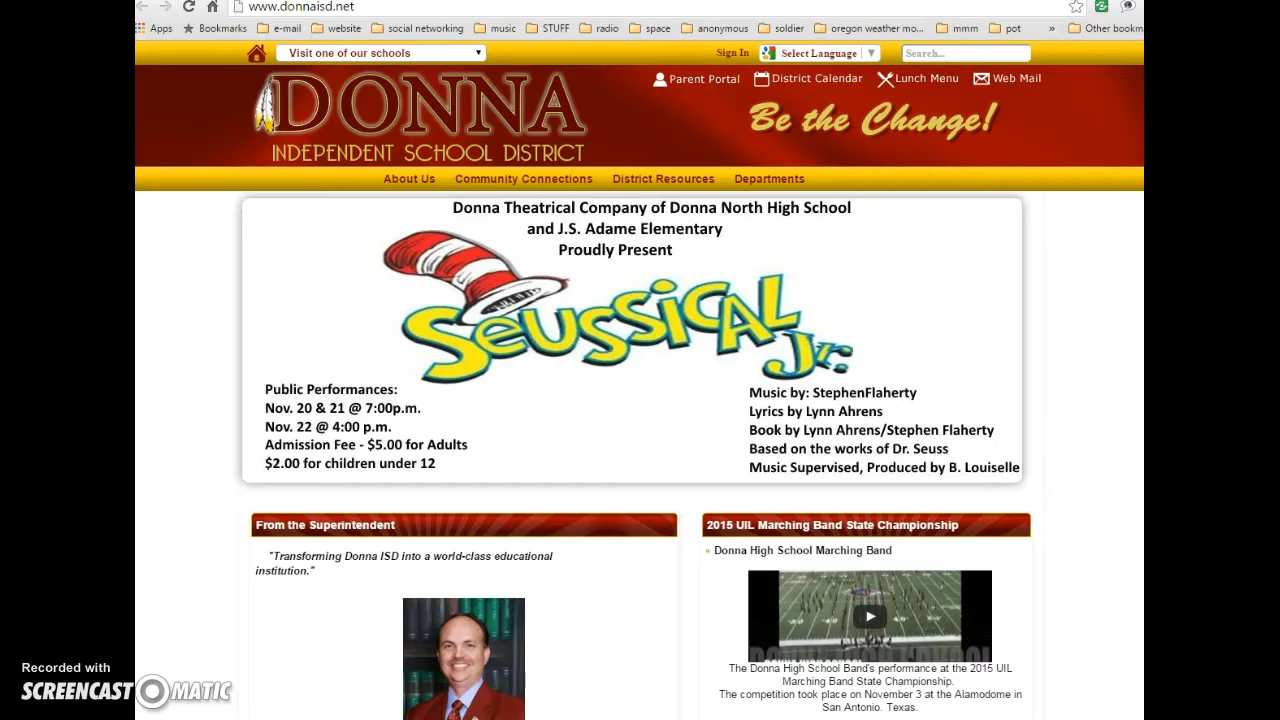 www.donnaisd.net
Apps Bookmarks e-mail website social networking music STUFF radio space anonymous soldier oregon weather mo... mmm pot » Other bookm
Visit one of our schools Sign In Select Language Search...
Parent Portal District Calendar Lunch Menu Web Mail
DONNA
INDEPENDENT SCHOOL DISTRICT
Be the Change!
About Us Community Connections District Resources Departments
Donna Theatrical Company of Donna North High School
and J.S. Adame Elementary
Proudly Present
SEUSSICAL
Jr.
Public Performances:
Nov. 20 & 21 @ 7:00p.m.
Nov. 22 @ 4:00 p.m.
Admission Fee - $5.00 for Adults
$2.00 for children under 12
Music by: StephenFlaherty
Lyrics by Lynn Ahrens
Book by Lynn Ahrens/Stephen Flaherty
Based on the works of Dr. Seuss
Music Supervised, Produced by B. Louiselle
From the Superintendent
"Transforming Donna ISD into a world-class educational
institution."
2015 UIL Marching Band State Championship
« Donna High School Marching Band
The Donna High School Band's performance at the 2015 UIL
Marching Band State Championship.
The competition took place on November 3 at the Alamodome in
San Antonio, Texas.
Recorded with
SCREENCAST-O-MATIC